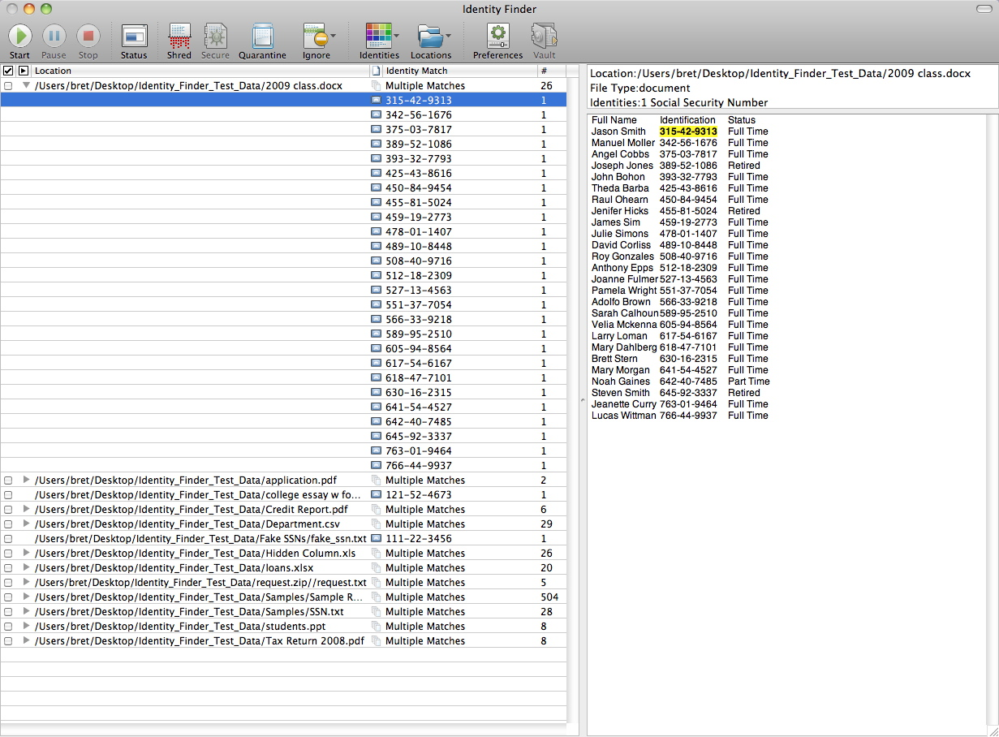 Identity Finder
Start Pause Stop Status Shred Secure Quarantine Ignore Identities Locations Preferences Vault
Location Identity Match #
/Users/bret/Desktop/Identity_Finder_Test_Data/2009 class.docx Multiple Matches 26
315-42-9313 1
342-56-1676 1
375-03-7817 1
389-52-1086 1
393-32-7793 1
425-43-8616 1
450-84-9454 1
455-81-5024 1
459-19-2773 1
478-01-1407 1
489-10-8448 1
508-40-9716 1
512-18-2309 1
527-13-4563 1
551-37-7054 1
566-33-9218 1
589-95-2510 1
605-94-8564 1
617-54-6167 1
618-47-7101 1
630-16-2315 1
641-54-4527 1
642-40-7485 1
645-92-3337 1
763-01-9464 1
766-44-9937 1
/Users/bret/Desktop/Identity_Finder_Test_Data/application.pdf Multiple Matches 2
/Users/bret/Desktop/Identity_Finder_Test_Data/college essay w fo... 121-52-4673 1
/Users/bret/Desktop/Identity_Finder_Test_Data/Credit Report.pdf Multiple Matches 6
/Users/bret/Desktop/Identity_Finder_Test_Data/Department.csv Multiple Matches 29
/Users/bret/Desktop/Identity_Finder_Test_Data/Fake SSNs/fake_ssn.txt 111-22-3456 1
/Users/bret/Desktop/Identity_Finder_Test_Data/Hidden Column.xls Multiple Matches 26
/Users/bret/Desktop/Identity_Finder_Test_Data/loans.xlsx Multiple Matches 20
/Users/bret/Desktop/Identity_Finder_Test_Data/request.zip//request.txt Multiple Matches 5
/Users/bret/Desktop/Identity_Finder_Test_Data/Samples/Sample R... Multiple Matches 504
/Users/bret/Desktop/Identity_Finder_Test_Data/Samples/SSN.txt Multiple Matches 28
/Users/bret/Desktop/Identity_Finder_Test_Data/students.ppt Multiple Matches 8
/Users/bret/Desktop/Identity_Finder_Test_Data/Tax Return 2008.pdf Multiple Matches 8
Location:/Users/bret/Desktop/Identity_Finder_Test_Data/2009 class.docx
File Type:document
Identities:1 Social Security Number
Full Name Identification Status
Jason Smith 315-42-9313 Full Time
Manuel Moller 342-56-1676 Full Time
Angel Cobbs 375-03-7817 Full Time
Joseph Jones 389-52-1086 Retired
John Bohon 393-32-7793 Full Time
Theda Barba 425-43-8616 Full Time
Raul Ohearn 450-84-9454 Full Time
Jenifer Hicks 455-81-5024 Retired
James Sim 459-19-2773 Full Time
Julie Simons 478-01-1407 Full Time
David Corliss 489-10-8448 Full Time
Roy Gonzales 508-40-9716 Full Time
Anthony Epps 512-18-2309 Full Time
Joanne Fulmer 527-13-4563 Full Time
Pamela Wright 551-37-7054 Full Time
Adolfo Brown 566-33-9218 Full Time
Sarah Calhoun 589-95-2510 Full Time
Velia Mckenna 605-94-8564 Full Time
Larry Loman 617-54-6167 Full Time
Mary Dahlberg 618-47-7101 Full Time
Brett Stern 630-16-2315 Full Time
Mary Morgan 641-54-4527 Full Time
Noah Gaines 642-40-7485 Part Time
Steven Smith 645-92-3337 Retired
Jeanette Curry 763-01-9464 Full Time
Lucas Wittman 766-44-9937 Full Time